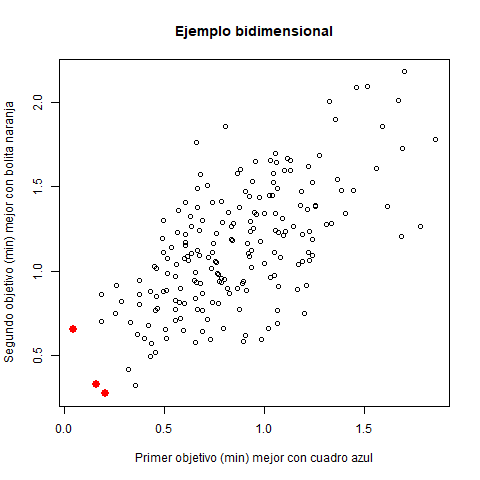 Ejemplo bidimensional
Segundo objetivo (min) mejor con bolita naranja
2.0
1.5
1.0
0.5
0.0 0.5 1.0 1.5
Primer objetivo (min) mejor con cuadro azul